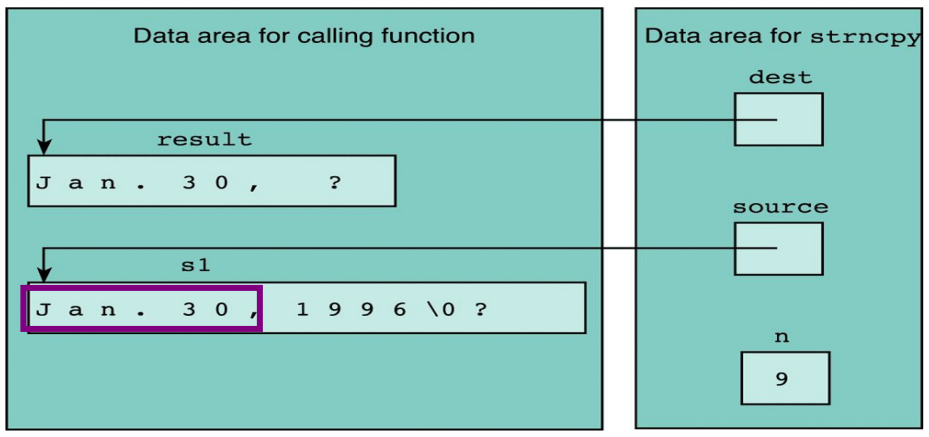 Data area for calling function
result
J a n .   3 0 ,     ?
s1
J a n .   3 0 ,   1 9 9 6 \0 ?
Data area for strncpy
dest
source
n
9